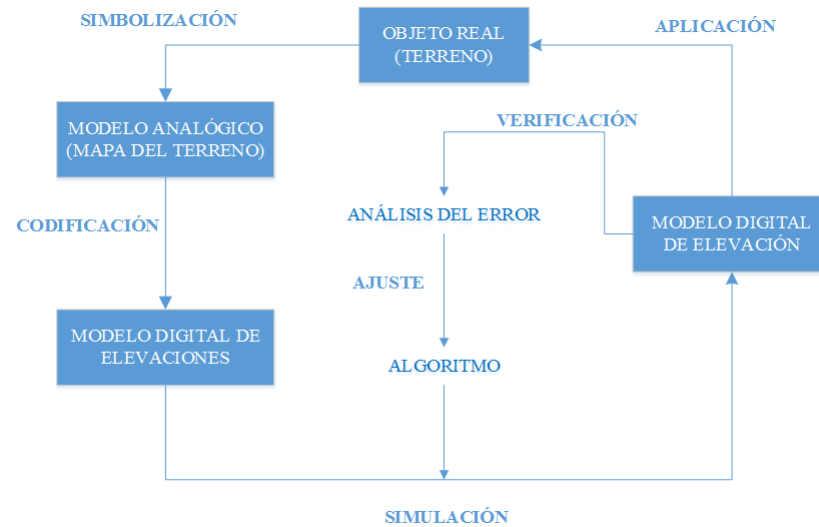 SIMBOLIZACIÓN
OBJETO REAL
(TERRENO)
APLICACIÓN
MODELO ANALÓGICO
(MAPA DEL TERRENO)
VERIFICACIÓN
CODIFICACIÓN
ANÁLISIS DEL ERROR
MODELO DIGITAL
DE ELEVACIÓN
AJUSTE
MODELO DIGITAL DE
ELEVACIONES
ALGORITMO
SIMULACIÓN